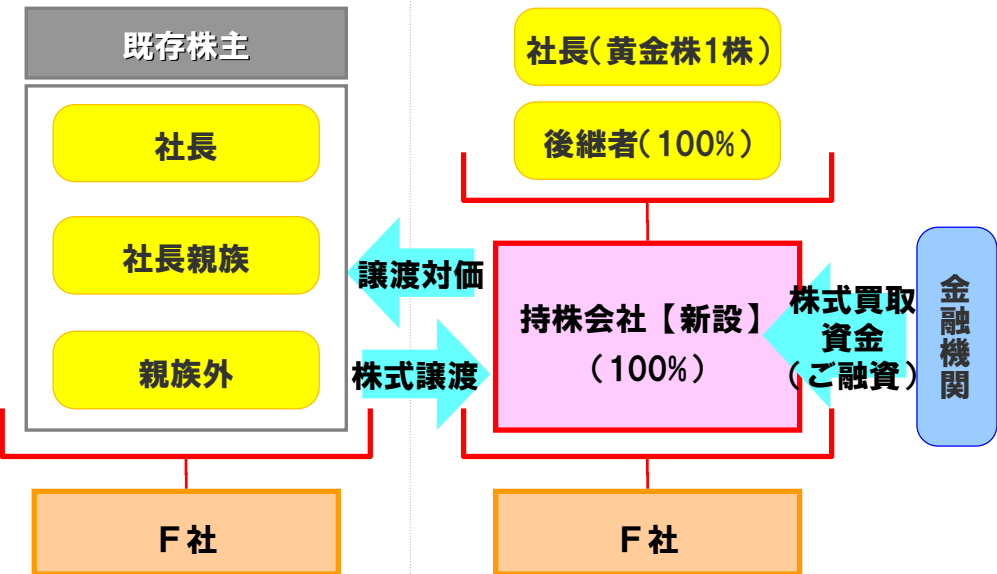 既存株主
社長
社長親族
親族外
F社
社長(黄金株1株)
後継者(100%)
譲渡対価
株式譲渡
持株会社【新設】
(100%)
株式買取
資金
(ご融資)
金融機関
F社